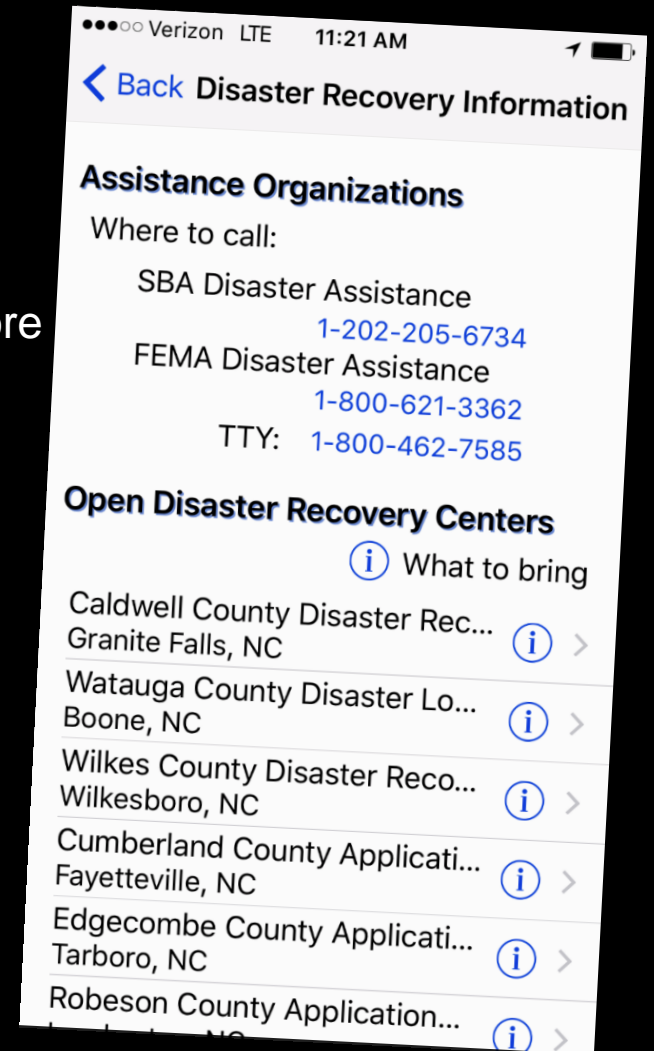 Verizon LTE 11:21 AM
Back Disaster Recovery Information
Assistance Organizations
Where to call:
SBA Disaster Assistance
ore
1-202-205-6734
FEMA Disaster Assistance
1-800-621-3362
TTY: 1-800-462-7585
Open Disaster Recovery Centers
i What to bring
Caldwell County Disaster Rec... i
Granite Falls, NC
Watauga County Disaster Lo... i
Boone, NC
Wilkes County Disaster Reco... i
Wilkesboro, NC
Cumberland County Applicati... i
Fayetteville, NC
Edgecombe County Applicati... i
Tarboro, NC
Robeson County Application... i
NC